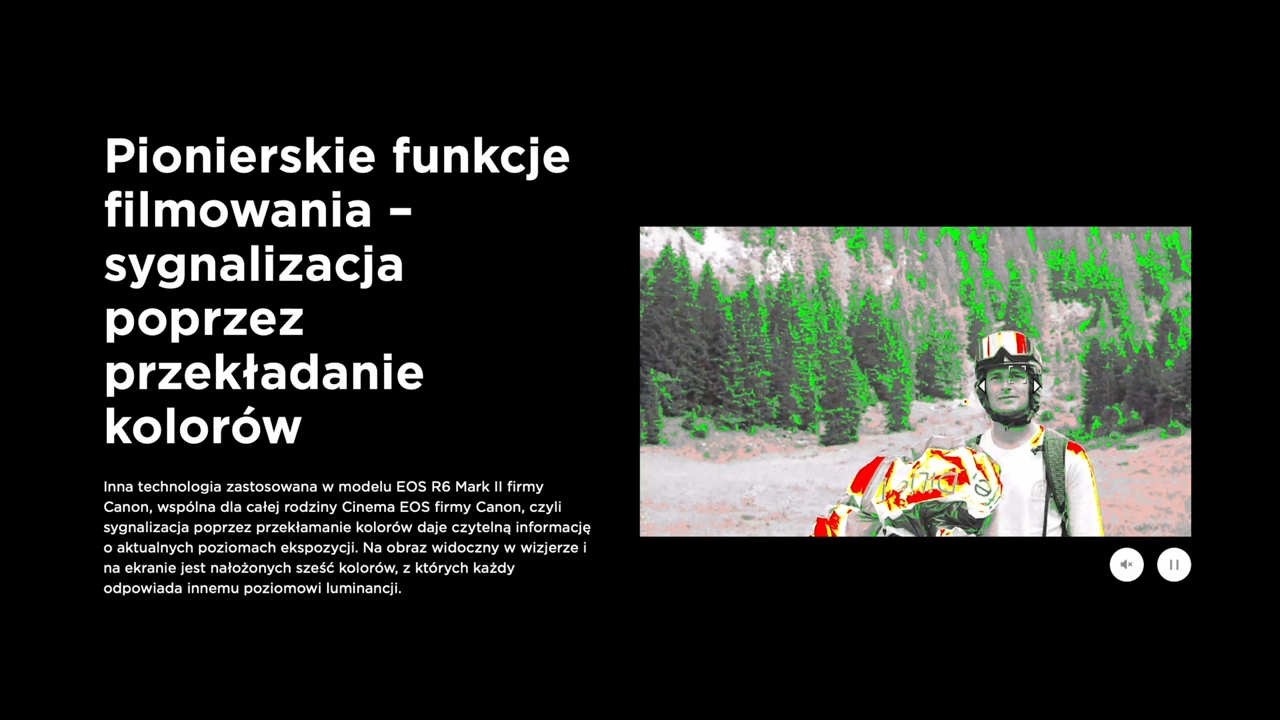 Pionierskie funkcje
filmowania –
sygnalizacja
poprzez
przekładanie
kolorów
Inna technologia zastosowana w modelu EOS R6 Mark II firmy
Canon, wspólna dla całej rodziny Cinema EOS firmy Canon, czyli
sygnalizacja poprzez przekłamanie kolorów daje czytelną informację
o aktualnych poziomach ekspozycji. Na obraz widoczny w wizjerze i
na ekranie jest nałożonych sześć kolorów, z których każdy
odpowiada innemu poziomowi luminancji.